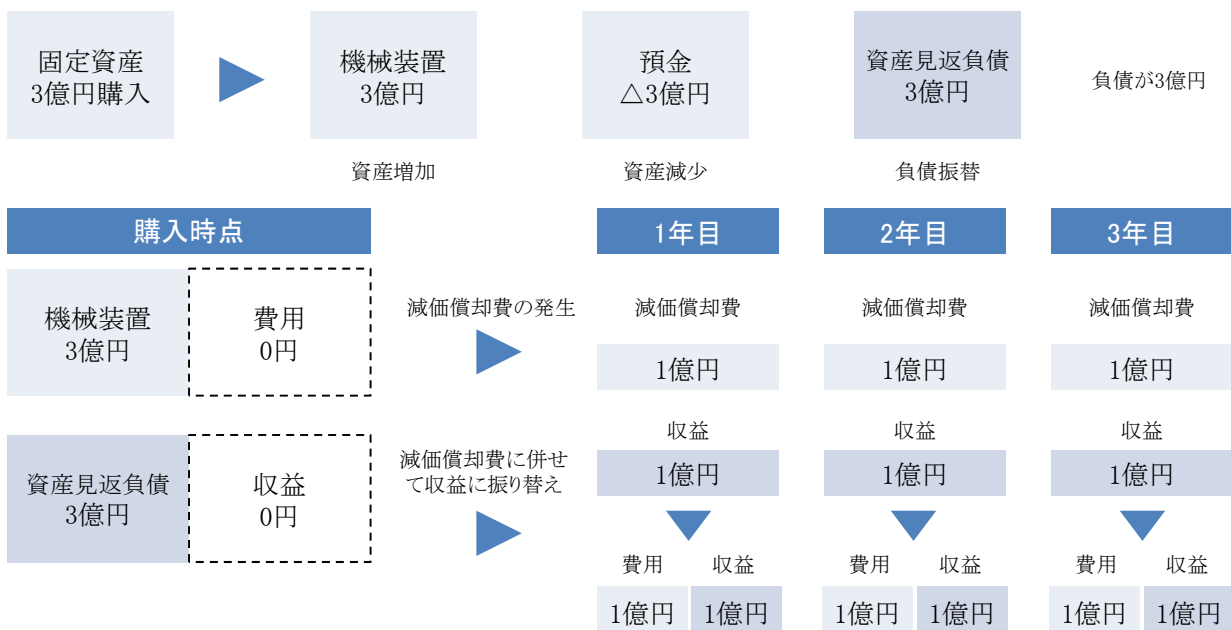 固定資産
3億円購入
機械装置
3億円
預金
△3億円
資産見返負債
3億円
負債が3億円
資産増加
資産減少
負債振替
購入時点
1年目
2年目
3年目
機械装置
3億円
費用
0円
減価償却費の発生
減価償却費
減価償却費
減価償却費
1億円
1億円
1億円
資産見返負債
3億円
収益
0円
減価償却費に併せ
て収益に振り替え
収益
収益
収益
1億円
1億円
1億円
費用
収益
費用
収益
費用
収益
1億円
1億円
1億円
1億円
1億円
1億円